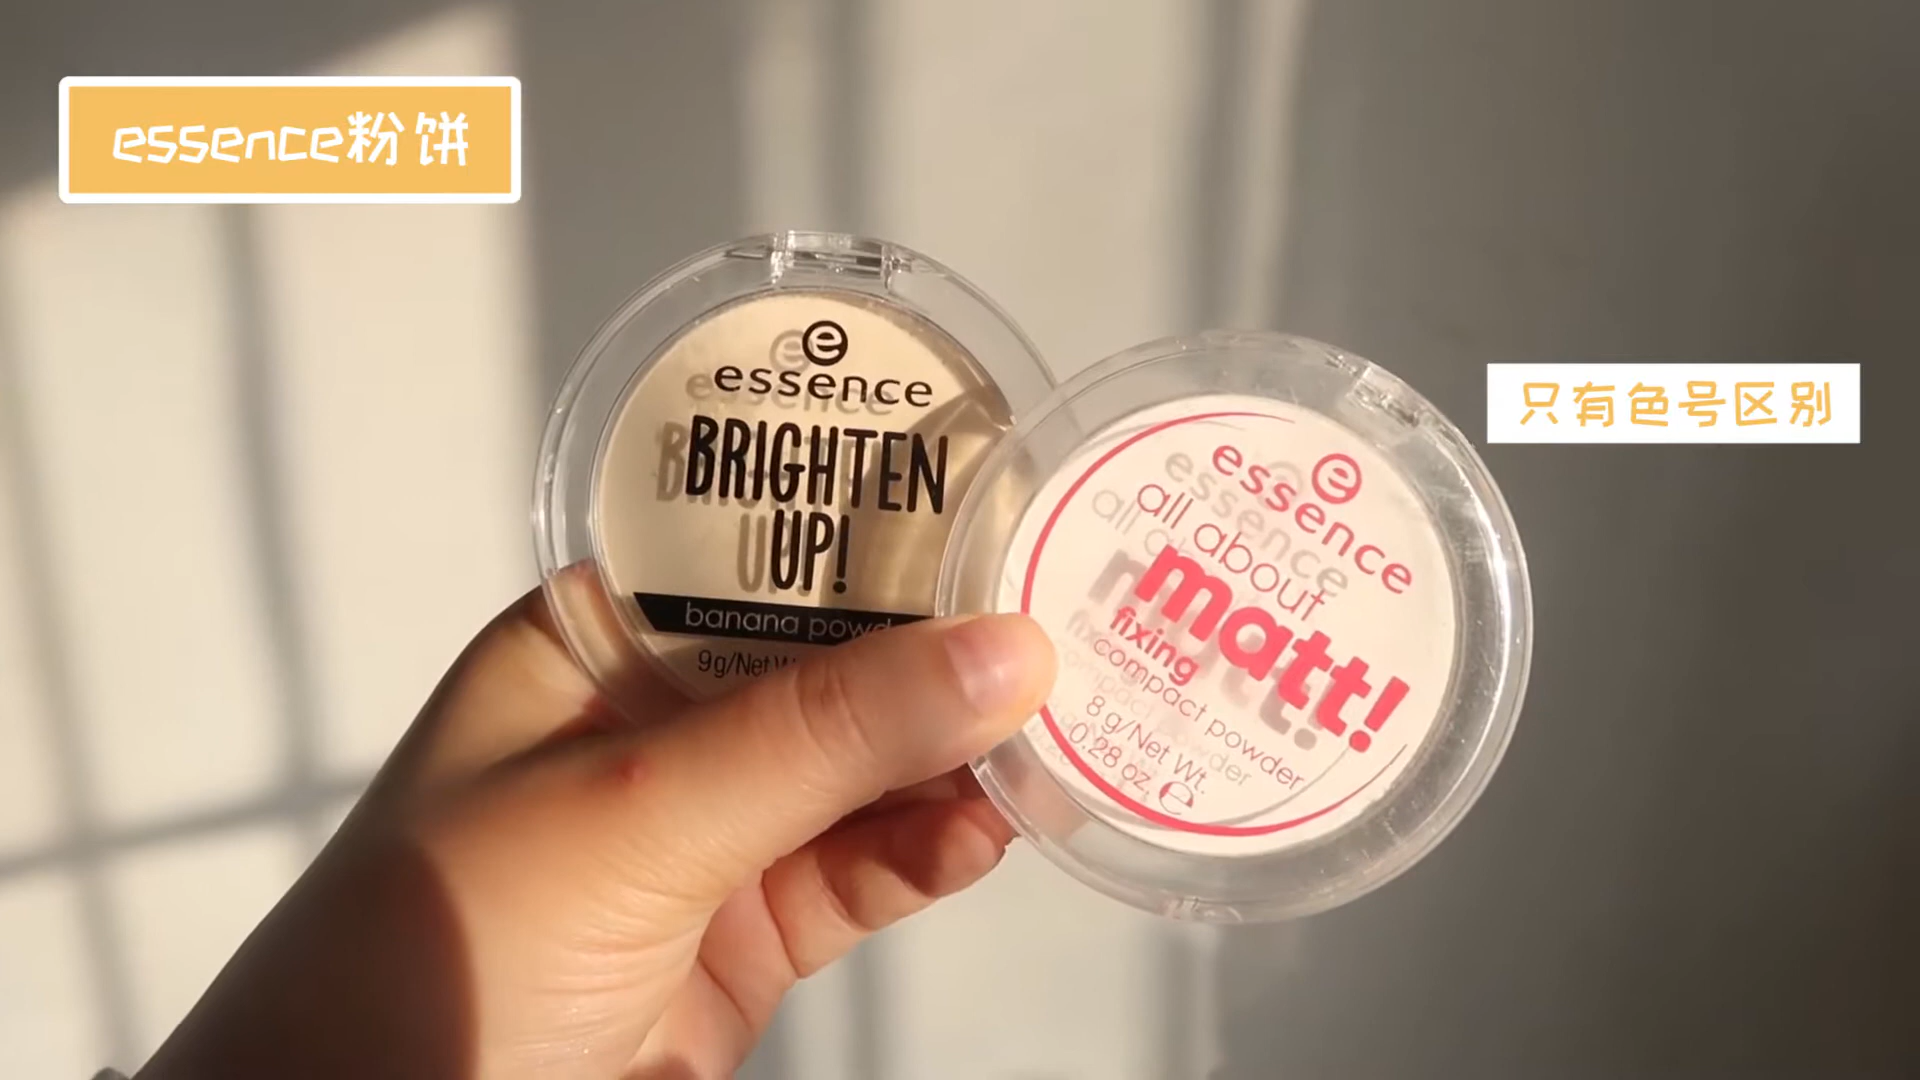 essence粉饼
essence
BRIGHTEN
UP!
banana
9g/Net
只有色号区别
essence
all about
matt!
fixing
compact powder
8 g/Net Wt.
0.28 oz. e